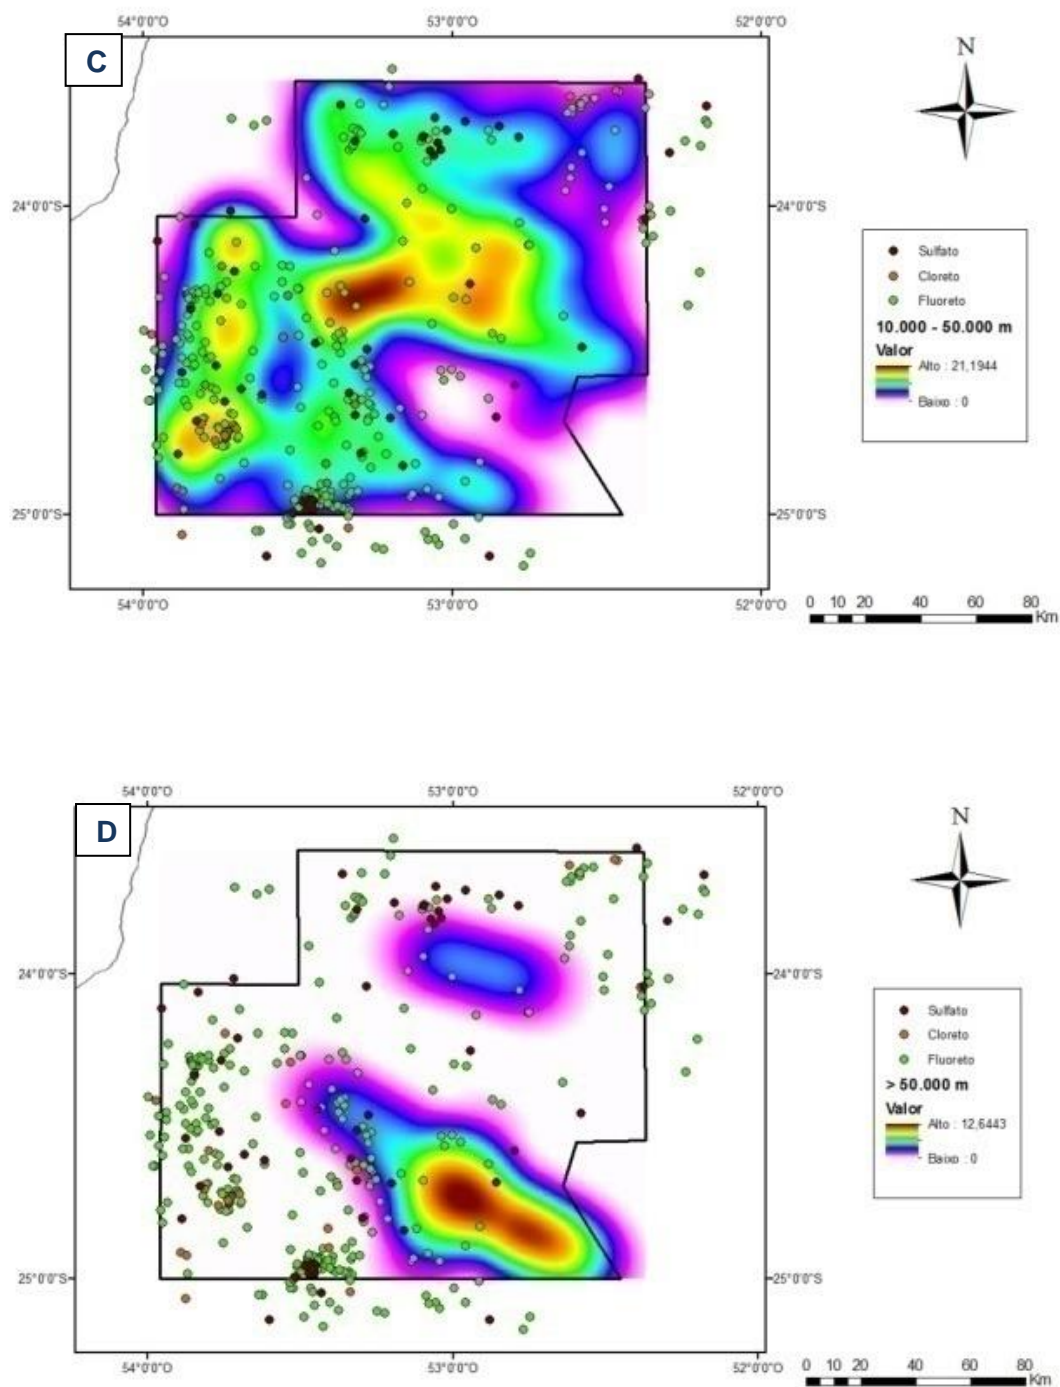 C
54°0'0"O 53°0'0"O 52°0'0"O
N
24°0'0"S 24°0'0"S
Sulfato
Cloreto
Fluoreto
10.000 - 50.000 m
Valor
Alto : 21,1944
Baixo : 0
25°0'0"S 25°0'0"S
54°0'0"O 53°0'0"O 52°0'0"O
0 10 20 40 60 80
Km
D
54°0'0"O 53°0'0"O 52°0'0"O
N
24°0'0"S 24°0'0"S
Sulfato
Cloreto
Fluoreto
> 50.000 m
Valor
Alto : 12,6443
Baixo : 0
25°0'0"S 25°0'0"S
54°0'0"O 53°0'0"O 52°0'0"O
0 10 20 40 60 80
Km